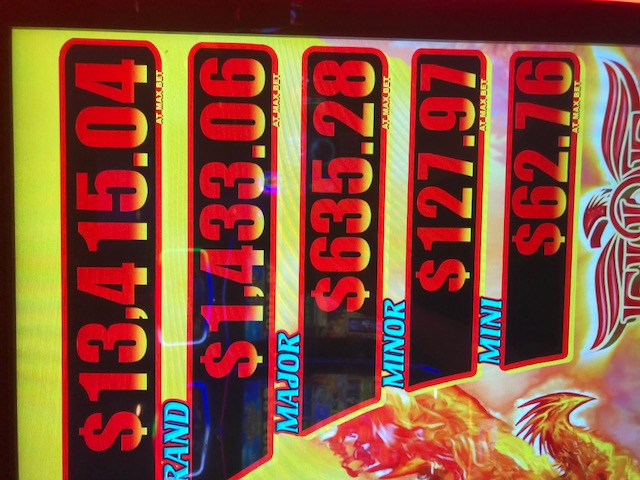 $13,415.04
AT MAX BET
RAND
$1,433.06
AT MAX BET
MAJOR
$635.28
AT MAX BET
MINOR
$127.97
AT MAX BET
MINI
$62.76
AT MAX BET